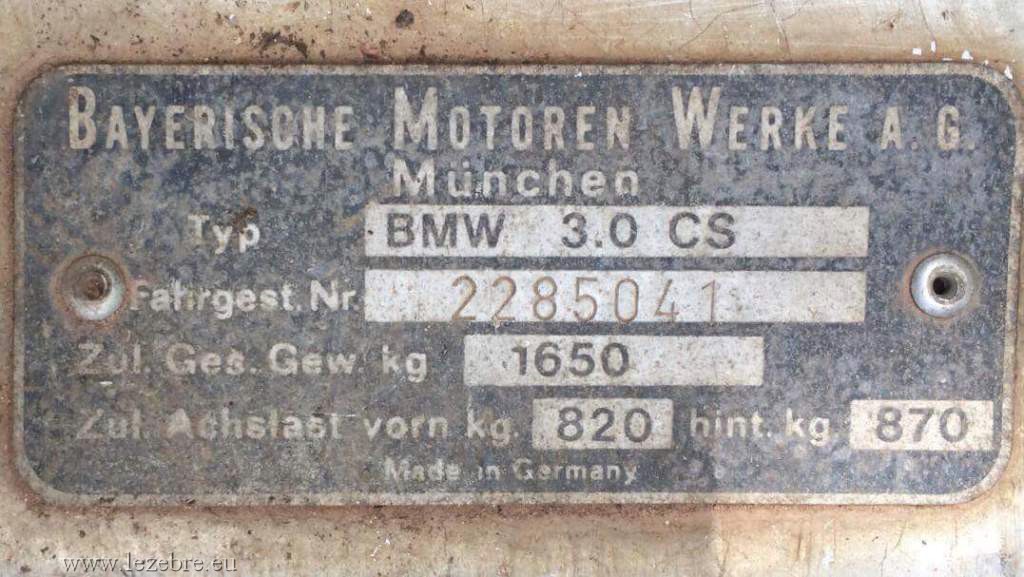 BAYERISCHE MOTOREN WERKE A. G.
München
Typ BMW 3.0 CS
Fahrgest. Nr. 2285041
Zul. Ges. Gew. kg 1650
Zul. Achslast vorn kg. 820 hint. kg. 870
Made in Germany
www.lezebre.eu